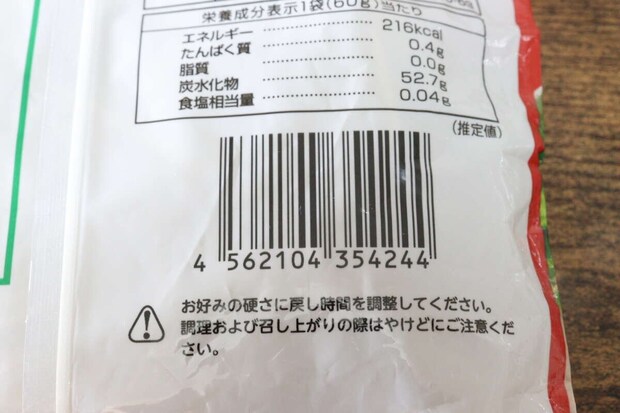 栄養成分表示1袋(60g)当たり
エネルギー………… 216kcal
たんぱく質………… 0.4g
脂質………… 0.0g
炭水化物………… 52.7g
食塩相当量………… 0.04g
(推定値)
4 562104 354244
お好みの硬さに戻し時間を調整してください。
調理および召し上がりの際はやけどにご注意くだ
さい。